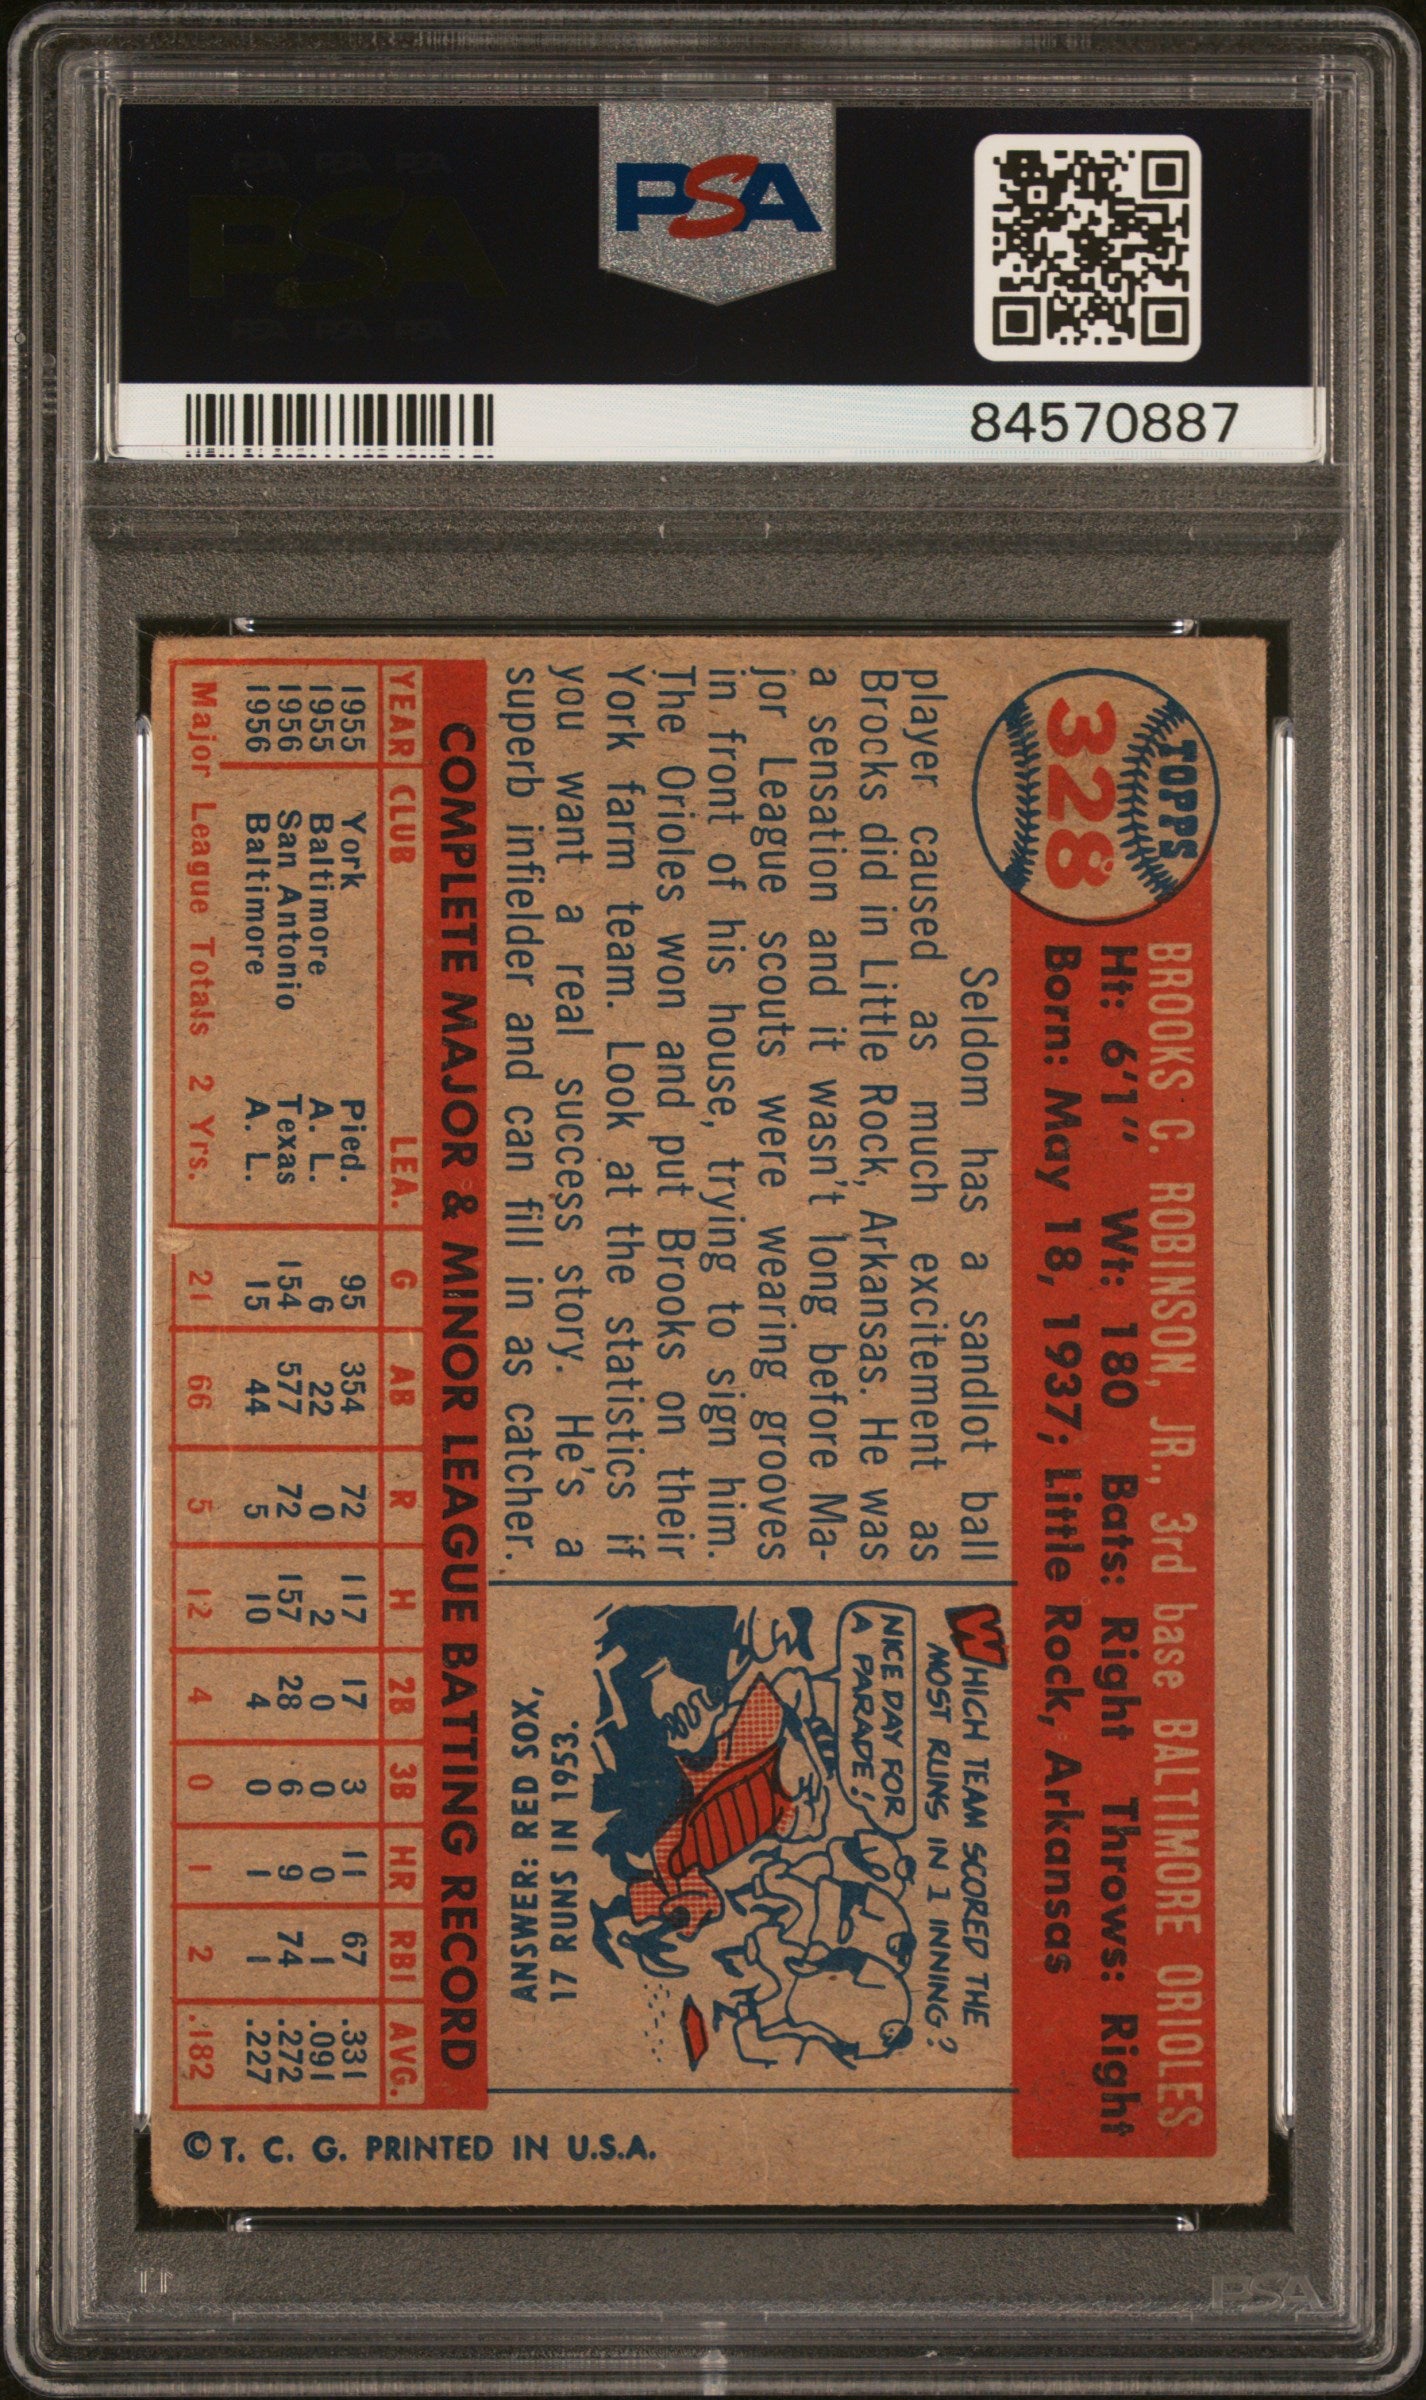 PSA PSA PSA
PSA
PSA PSA PSA
PSA
84570887
TOPPS
328
BROOKS C. ROBINSON, JR., 3rd base BALTIMORE ORIOLES
Ht: 6'1" Wt: 180 Bats: Right Throws: Right
Born: May 18, 1937; Little Rock, Arkansas
Seldom has a sandlot ball
player caused as much excitement as
Brocks did in Little Rock, Arkansas. He was
a sensation and it wasn't long before Ma-
jor League scouts were wearing grooves
in front of his house, trying to sign him.
The Orioles won and put Brooks on their
York farm team. Look at the statistics if
you want a real success story. He's a
superb infielder and can fill in as catcher.
WHICH TEAM SCORED THE
MOST RUNS IN 1 INNING?
NICE DAY FOR
A PARADE!
ANSWER: RED SOX,
17 RUNS IN 1953.
COMPLETE MAJOR & MINOR LEAGUE BATTING RECORD
YEAR CLUB LEA. G AB R H 2B 3B HR RBI AVG.
1955 York Pied. 95 354 72 117 17 3 11 67 .331
1955 Baltimore A. L. 6 22 0 2 0 0 0 1 .091
1956 San Antonio Texas 154 577 72 157 28 6 9 74 .272
1956 Baltimore A. L. 15 44 5 10 4 0 1 1 .227
Major League Totals 2 Yrs. 21 66 5 12 4 0 1 2 .182
© T. C. G. PRINTED IN U.S.A.
PSA